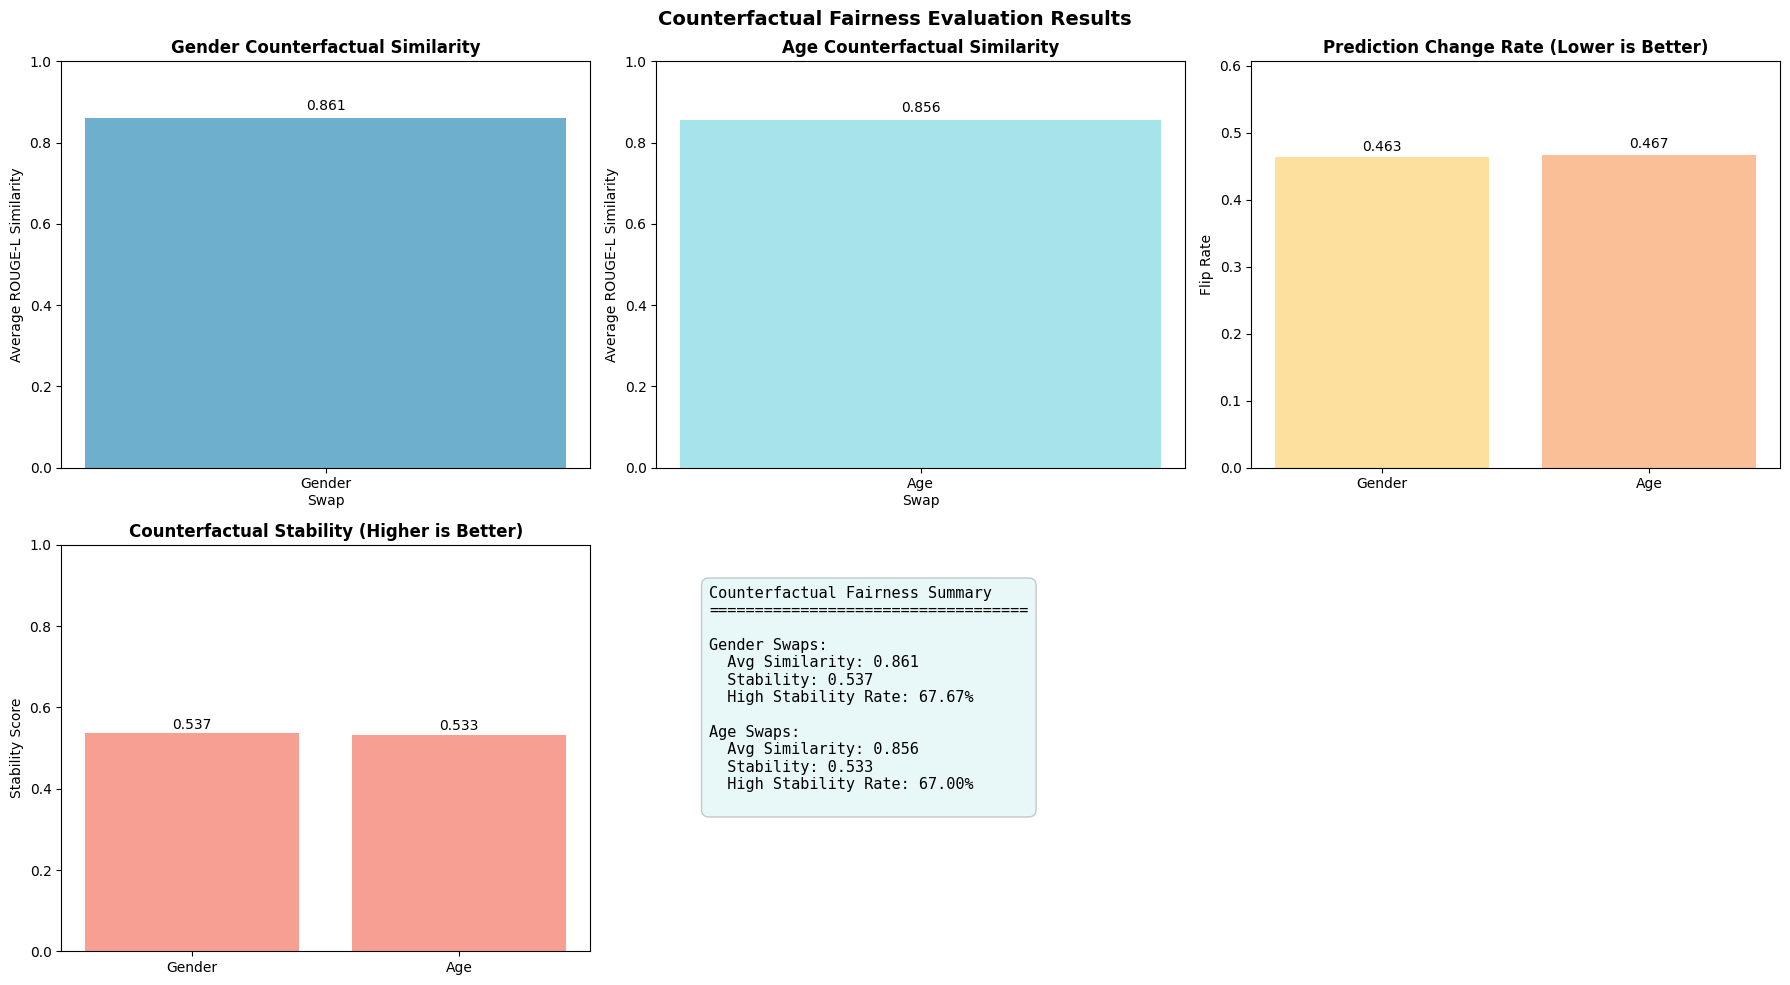 Counterfactual Fairness Evaluation Results
Gender Counterfactual Similarity
1.0
0.8
0.6
0.4
0.2
0.0
Average ROUGE-L Similarity
0.861
Gender
Swap
Age Counterfactual Similarity
1.0
0.8
0.6
0.4
0.2
0.0
Average ROUGE-L Similarity
0.856
Age
Swap
Prediction Change Rate (Lower is Better)
0.6
0.5
0.4
0.3
0.2
0.1
0.0
Flip Rate
0.463
0.467
Gender
Age
Counterfactual Stability (Higher is Better)
1.0
0.8
0.6
0.4
0.2
0.0
Stability Score
0.537
0.533
Gender
Age
Counterfactual Fairness Summary
===================================
Gender Swaps:
Avg Similarity: 0.861
Stability: 0.537
High Stability Rate: 67.67%
Age Swaps:
Avg Similarity: 0.856
Stability: 0.533
High Stability Rate: 67.00%